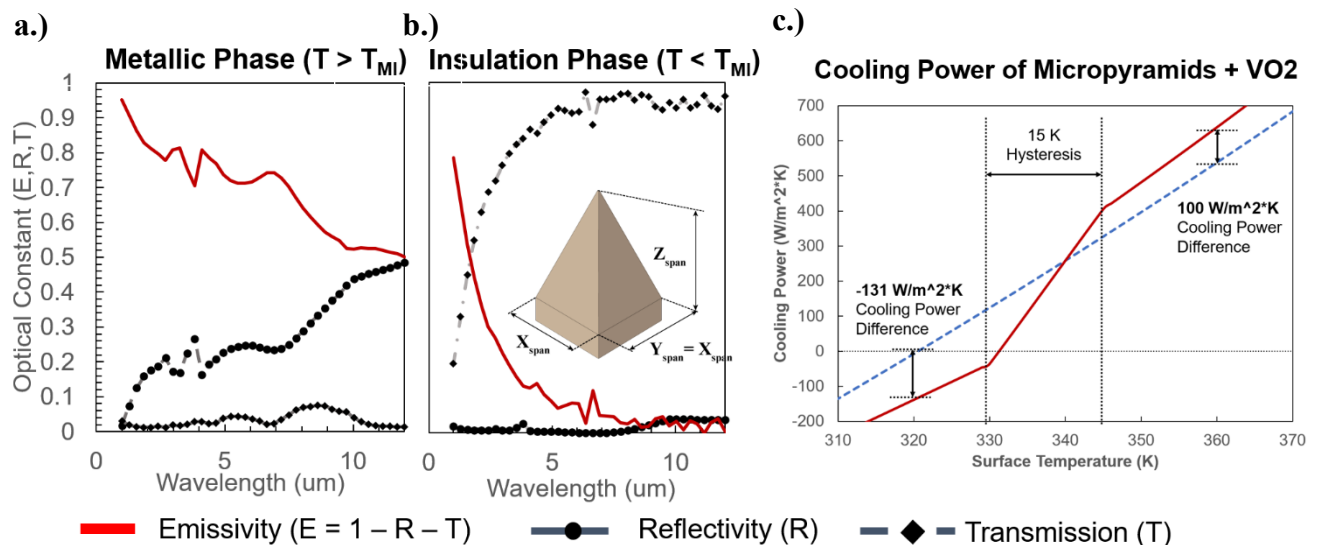 a.)
Metallic Phase (T > TMI)
Optical Constant (E,R,T)
1
0.9
0.8
0.7
0.6
0.5
0.4
0.3
0.2
0.1
0
0 5 10
Wavelength (um)
b.)
Insulation Phase (T < TMI)
Zspan
Xspan
Yspan = Xspan
0 5 10
Wavelength (um)
c.)
Cooling Power of Micropyramids + VO2
Cooling Power (W/m^2*K)
700
600
500
400
300
200
100
0
-100
-200
15 K
Hysteresis
100 W/m^2*K
Cooling Power
Difference
-131 W/m^2*K
Cooling Power
Difference
310 320 330 340 350 360 370
Surface Temperature (K)
Emissivity (E = 1 – R – T) Reflectivity (R) Transmission (T)